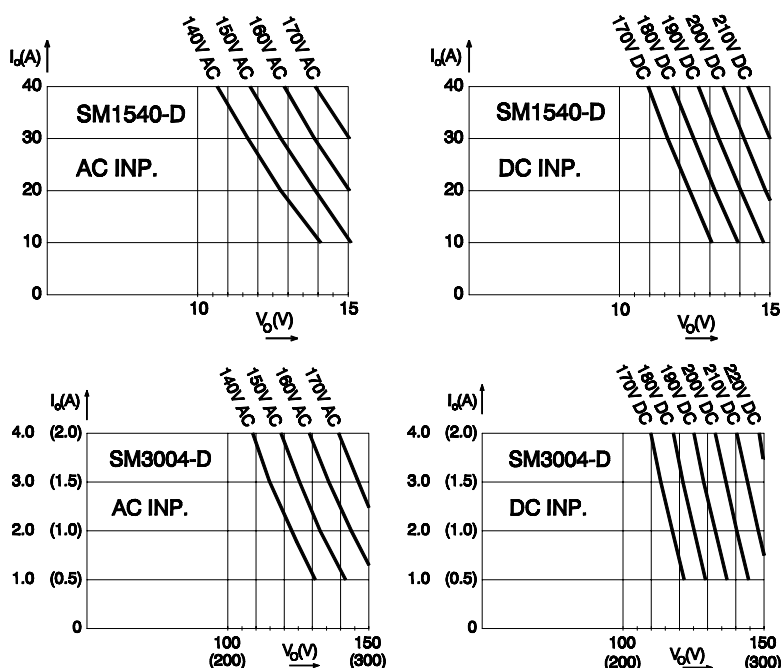 140V AC
150V AC
160V AC
170V AC
Io(A)
40
30
20
10
0
SM1540-D
AC INP.
10
15
Vo(V)
170V DC
180V DC
190V DC
200V DC
210V DC
Io(A)
40
30
20
10
0
SM1540-D
DC INP.
10
15
Vo(V)
140V AC
150V AC
160V AC
170V AC
Io(A)
4.0 (2.0)
3.0 (1.5)
2.0 (1.0)
1.0 (0.5)
0
SM3004-D
AC INP.
100
(200)
150
(300)
Vo(V)
170V DC
180V DC
190V DC
200V DC
210V DC
220V DC
Io(A)
4.0 (2.0)
3.0 (1.5)
2.0 (1.0)
1.0 (0.5)
0
SM3004-D
DC INP.
100
(200)
150
(300)
Vo(V)